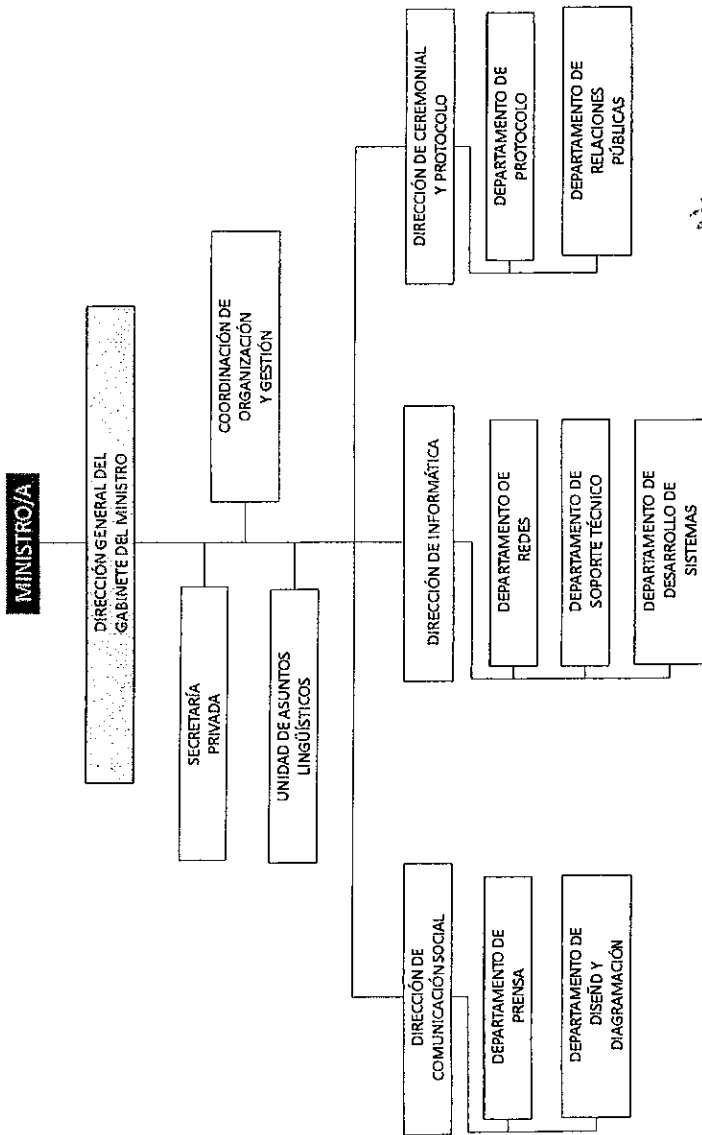 MINISTRO/A
DIRECCIÓN GENERAL DEL
GABINETE DEL MINISTRO
SECRETARÍA
PRIVADA
COORDINACIÓN DE
ORGANIZACIÓN
Y GESTIÓN
UNIDAD DE ASUNTOS
LINGÜÍSTICOS
DIRECCIÓN DE
COMUNICACIÓN SOCIAL
DEPARTAMENTO DE
PRENSA
DEPARTAMENTO DE
DISEÑO Y
DIAGRAMACIÓN
DIRECCIÓN DE INFORMÁTICA
DEPARTAMENTO DE
REDES
DEPARTAMENTO DE
SOPORTE TÉCNICO
DEPARTAMENTO DE
DESARROLLO DE
SISTEMAS
DIRECCIÓN DE CEREMONIAL
Y PROTOCOLO
DEPARTAMENTO DE
PROTOCOLO
DEPARTAMENTO DE
RELACIONES
PÚBLICAS